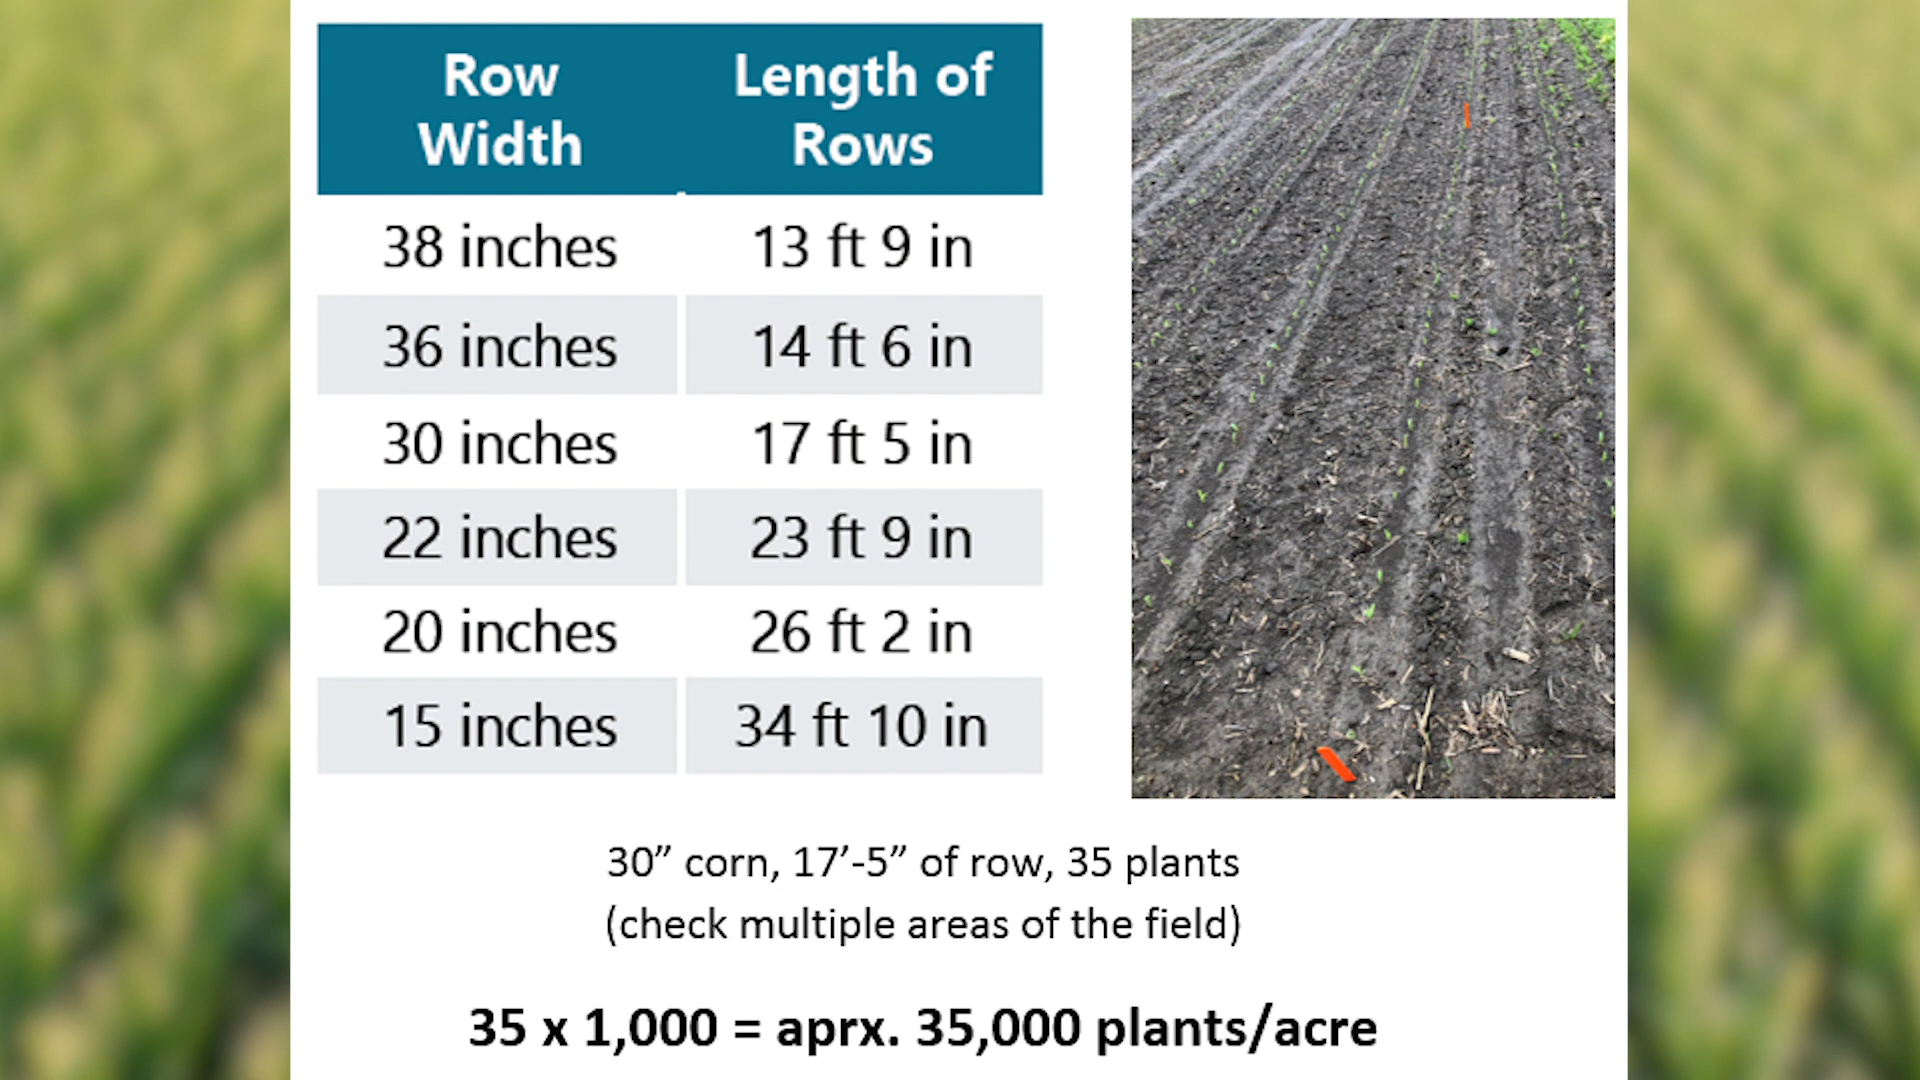 Row Width
Length of Rows
38 inches 13 ft 9 in
36 inches 14 ft 6 in
30 inches 17 ft 5 in
22 inches 23 ft 9 in
20 inches 26 ft 2 in
15 inches 34 ft 10 in
30” corn, 17’-5” of row, 35 plants
(check multiple areas of the field)
35 x 1,000 = aprx. 35,000 plants/acre